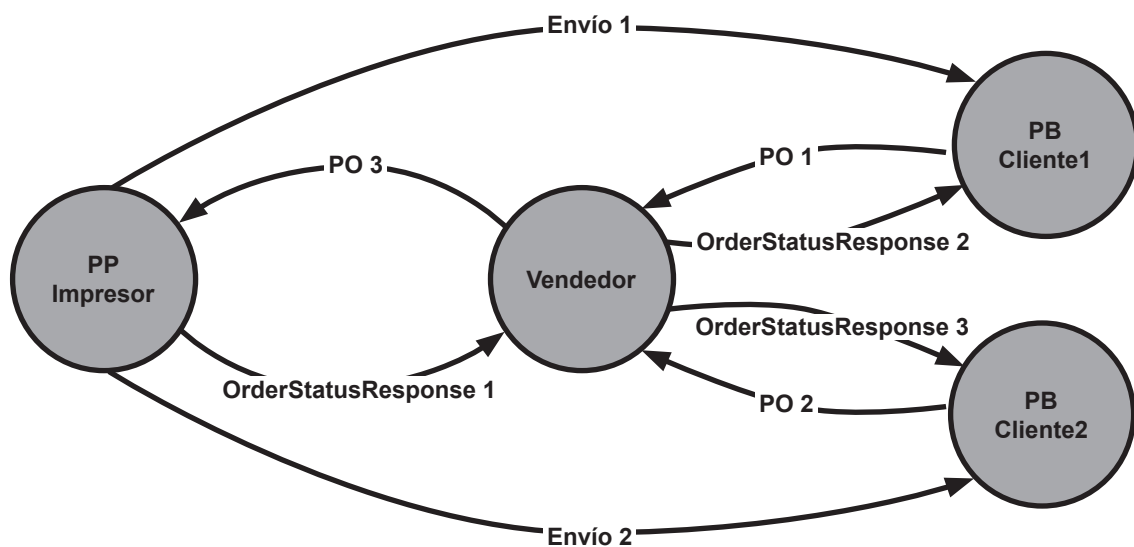 Envío 1
PB
Cliente1
PO 1
PO 3
OrderStatusResponse 2
PP
Impresor
Vendedor
OrderStatusResponse 3
OrderStatusResponse 1
PO 2
PB
Cliente2
Envío 2